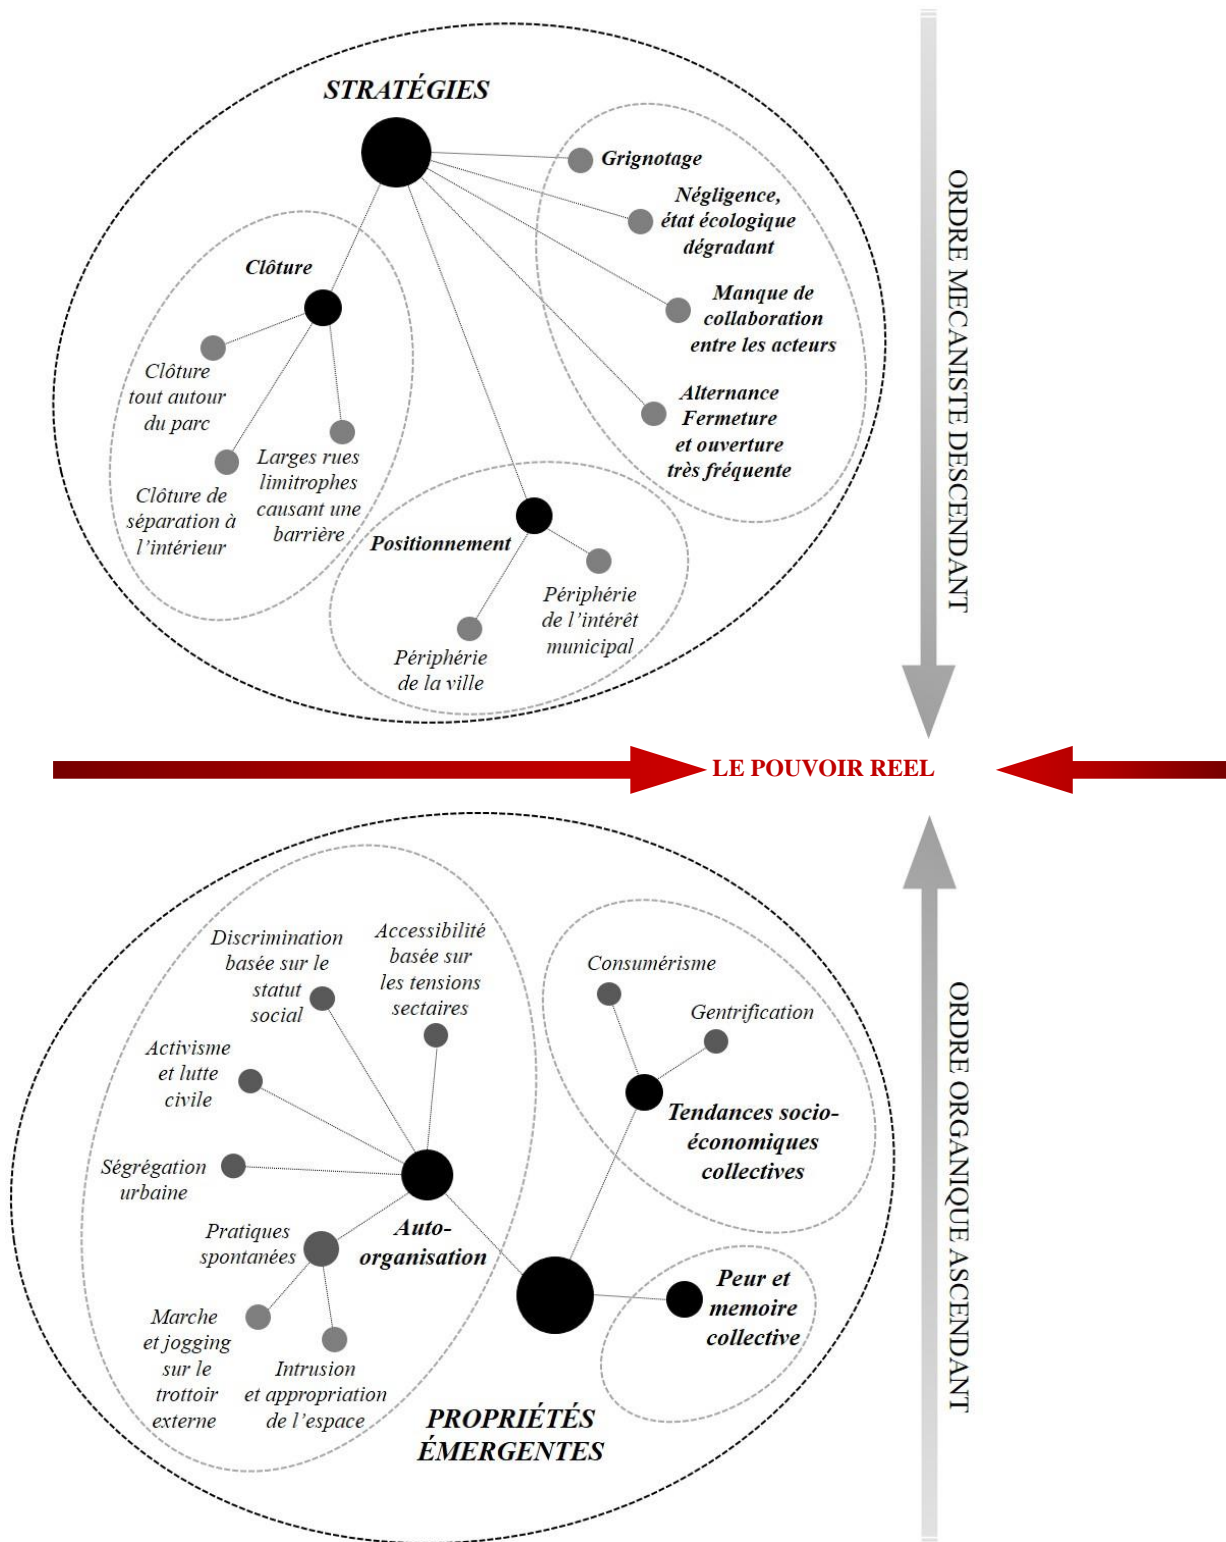 STRATÉGIES
Grignotage
Négligence,
état écologique
dégradant
Manque de
collaboration
entre les acteurs
Alternance
Fermeture
et ouverture
très fréquente
Clôture
Clôture
tout autour
du parc
Clôture de
séparation à
l'intérieur
Larges rues
limitrophes
causant une
barrière
Positionnement
Périphérie
de l'intérêt
municipal
Périphérie
de la ville
ORDRE MECANISTE DESCENDANT
LE POUVOIR REEL
Discrimination
basée sur le
statut
social
Accessibilité
basée sur
les tensions
sectaires
Activisme
et lutte
civile
Ségrégation
urbaine
Pratiques
spontanées
Auto-
organisation
Marche
et jogging
sur le
trottoir
externe
Intrusion
et appropriation
de l'espace
Consumérisme
Gentrification
Tendances socio-
économiques
collectives
Peur et
memoire
collective
PROPRIÉTÉS
ÉMERGENTES
ORDRE ORGANIQUE ASCENDANT